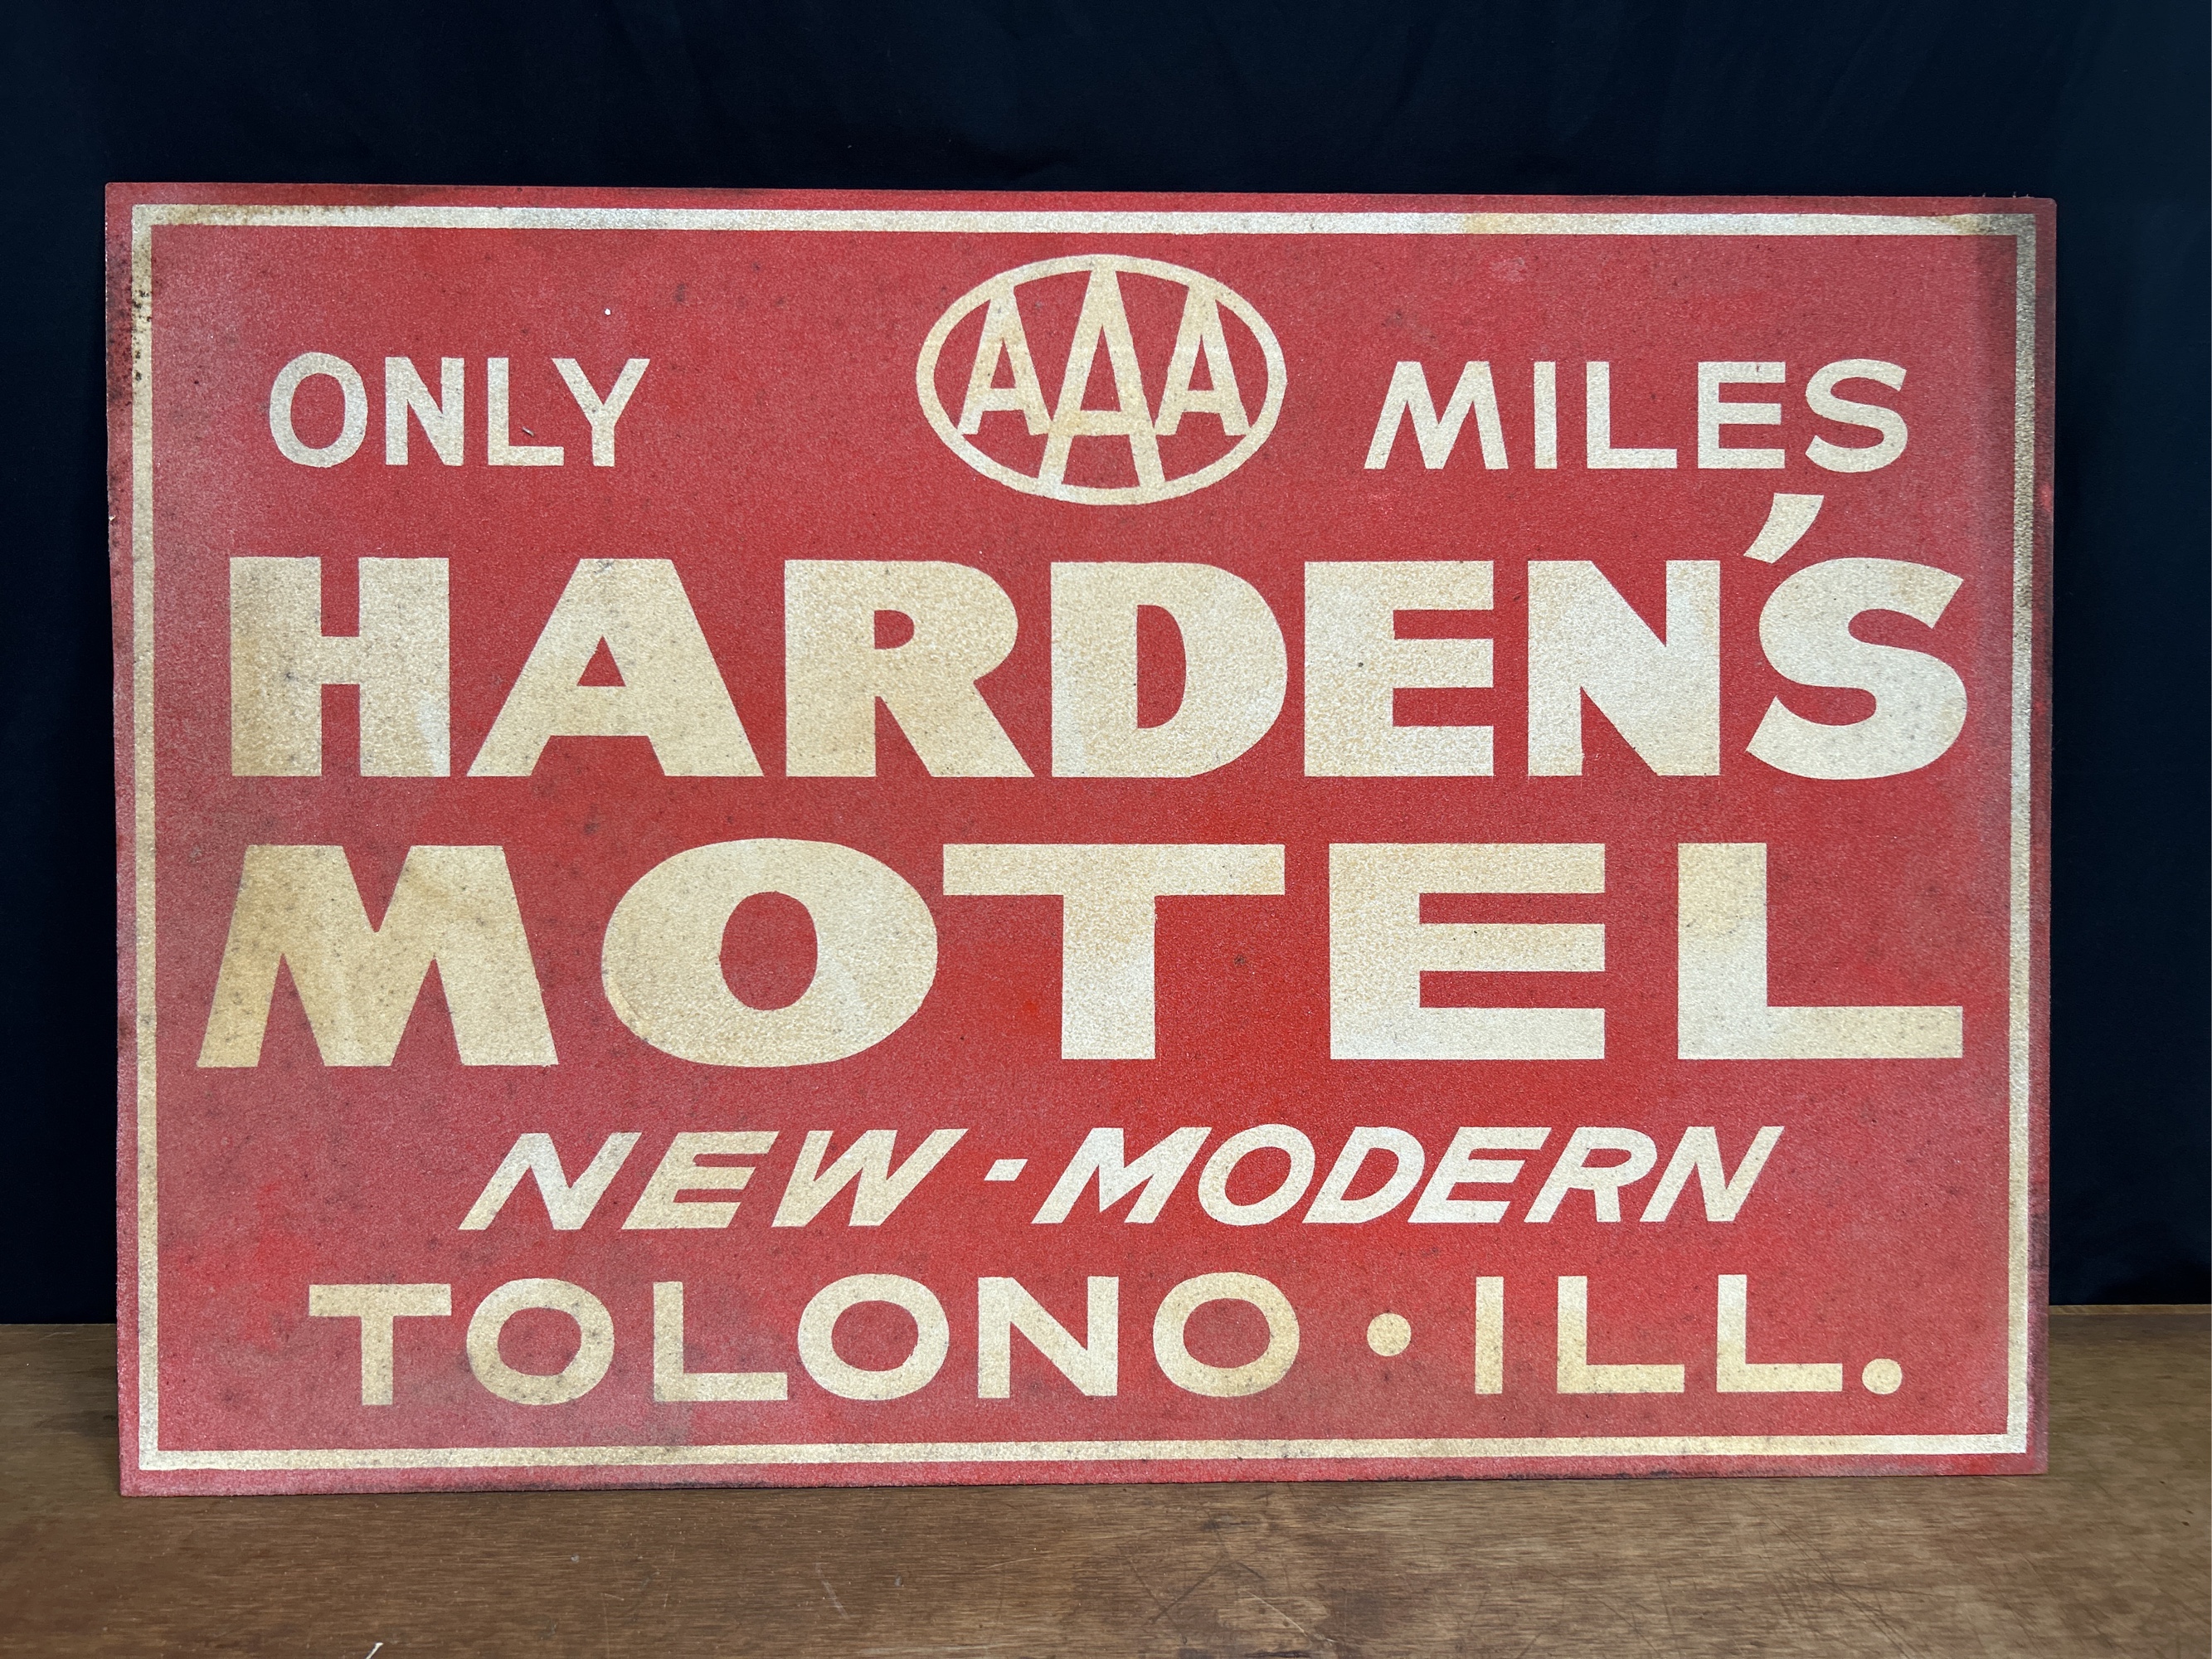 ONLY AAA MILES
HARDEN'S
MOTEL
NEW - MODERN
TOLONO • ILL.